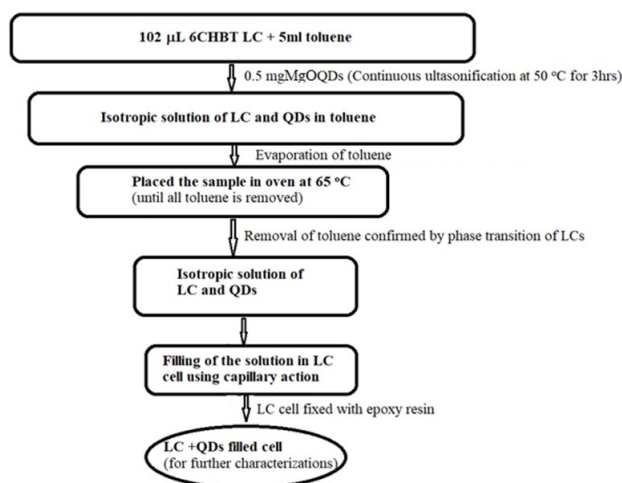 102 µL 6CHBT LC + 5ml toluene
0.5 mgMgOQDs (Continuous ultasonification at 50 °C for 3hrs)
Isotropic solution of LC and QDs in toluene
Evaporation of toluene
Placed the sample in oven at 65 °C
(until all toluene is removed)
Removal of toluene confirmed by phase transition of LCs
Isotropic solution of
LC and QDs
Filling of the solution in LC
cell using capillary action
LC cell fixed with epoxy resin
LC +QDs filled cell
(for further characterizations)